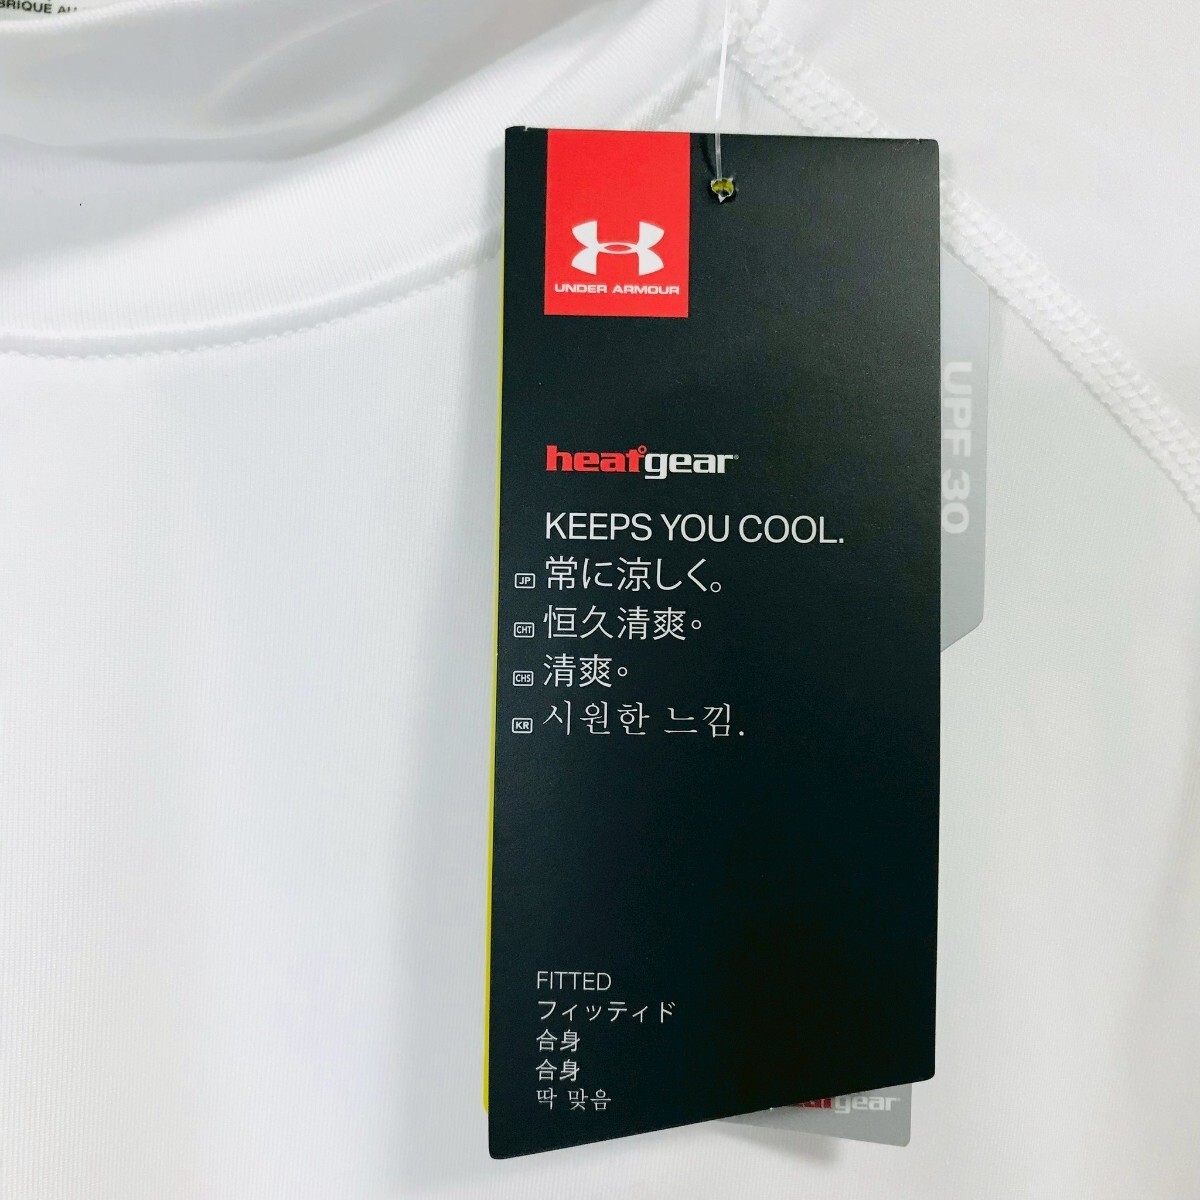 BRIQUE AU
UNDER ARMOUR
heatgear
KEEPS YOU COOL.
JP 常に涼しく。
CHT 恒久清爽。
CHS 清爽。
KR 시원한 느낌.
UPF 30
FITTED
フィッティド
合身
合身
딱 맞음
gear